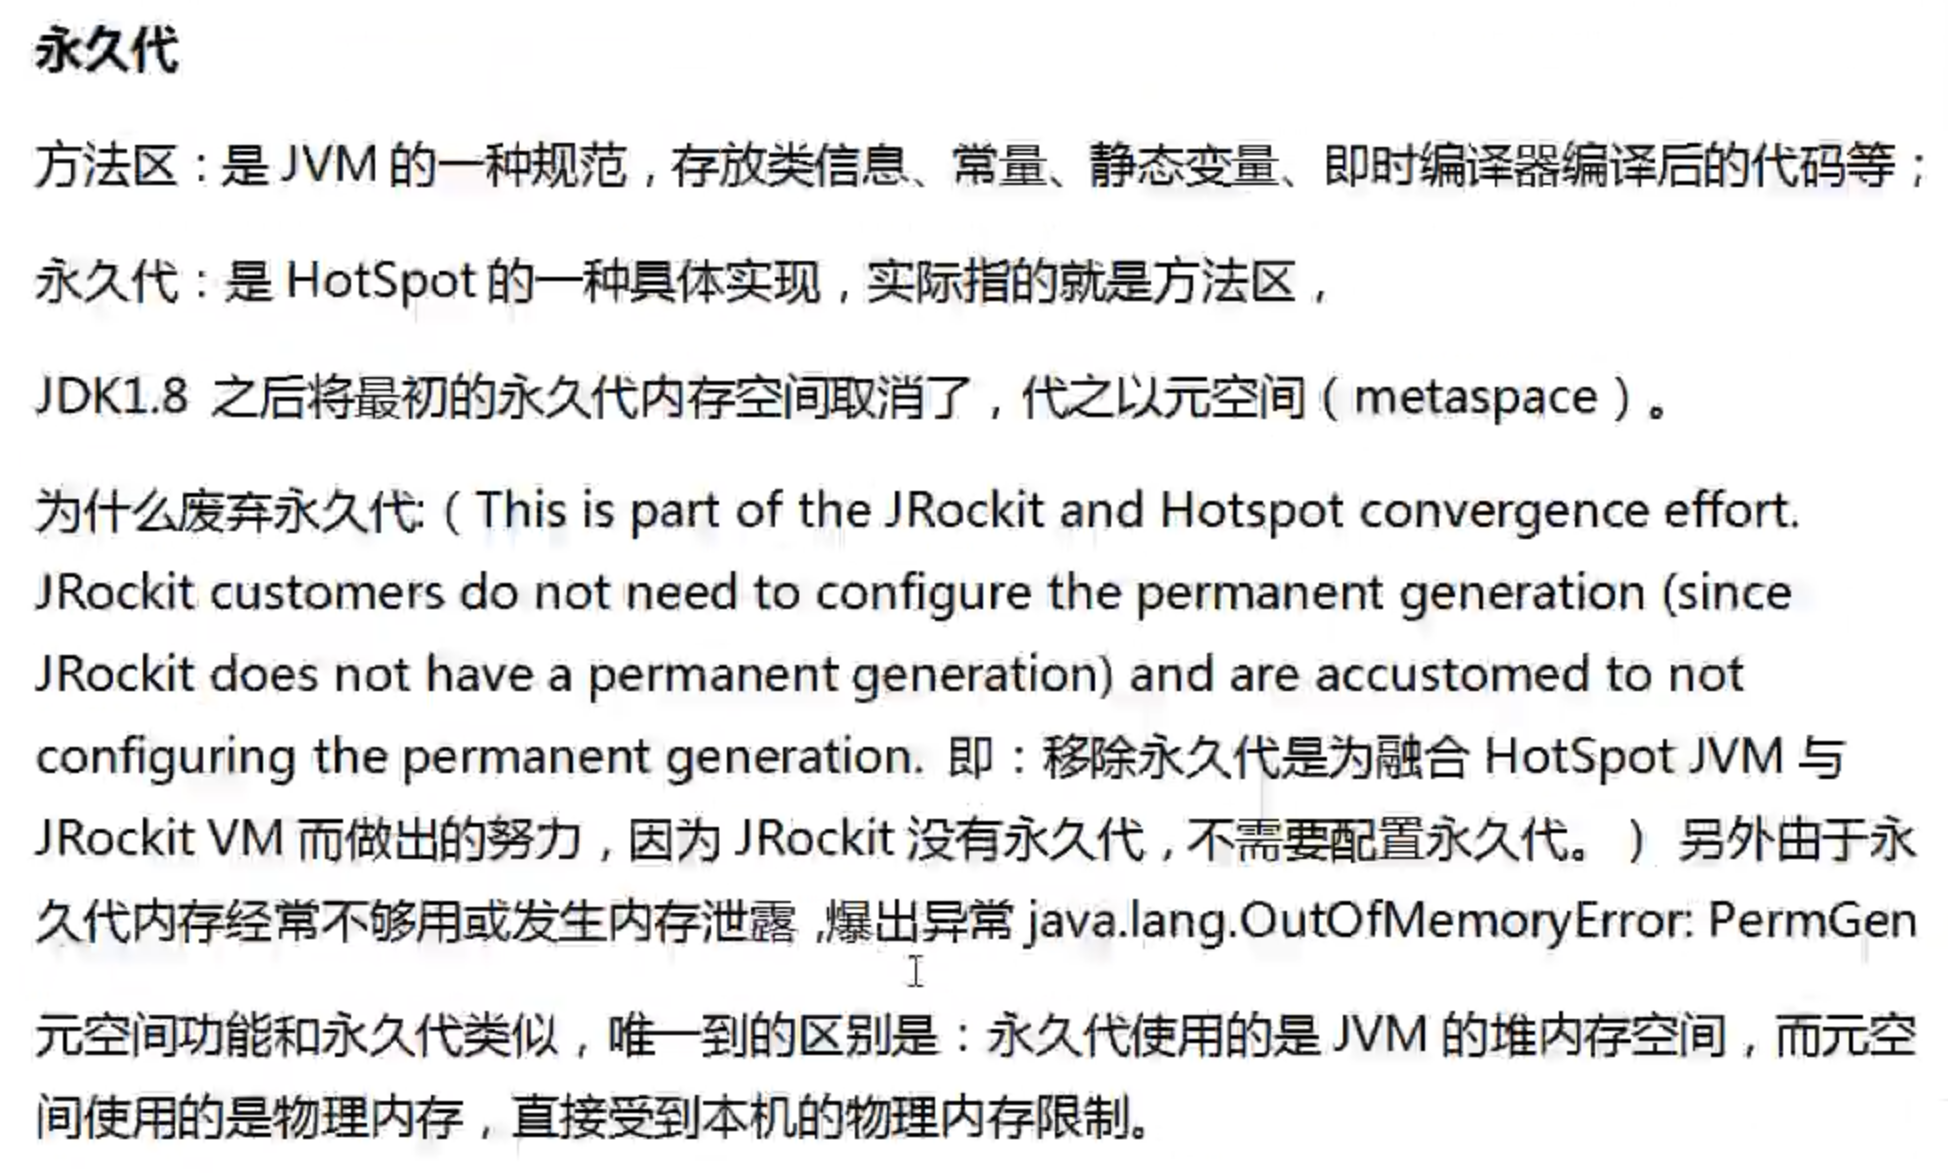 永久代
方法区：是 JVM 的一种规范，存放类信息、常量、静态变量、即时编译器编译后的代码等；
永久代：是 HotSpot 的一种具体实现，实际指的就是方法区，
JDK1.8 之后将最初的永久代内存空间取消了，代之以元空间（metaspace）。
为什么废弃永久代:（This is part of the JRockit and Hotspot convergence effort.
JRockit customers do not need to configure the permanent generation (since
JRockit does not have a permanent generation) and are accustomed to not
configuring the permanent generation. 即：移除永久代是为融合 HotSpot JVM 与
JRockit VM 而做出的努力，因为 JRockit 没有永久代，不需要配置永久代。） 另外由于永
久代内存经常不够用或发生内存泄露 ,爆出异常 java.lang.OutOfMemoryError: PermGen
元空间功能和永久代类似，唯一到的区别是：永久代使用的是 JVM 的堆内存空间，而元空
间使用的是物理内存，直接受到本机的物理内存限制。